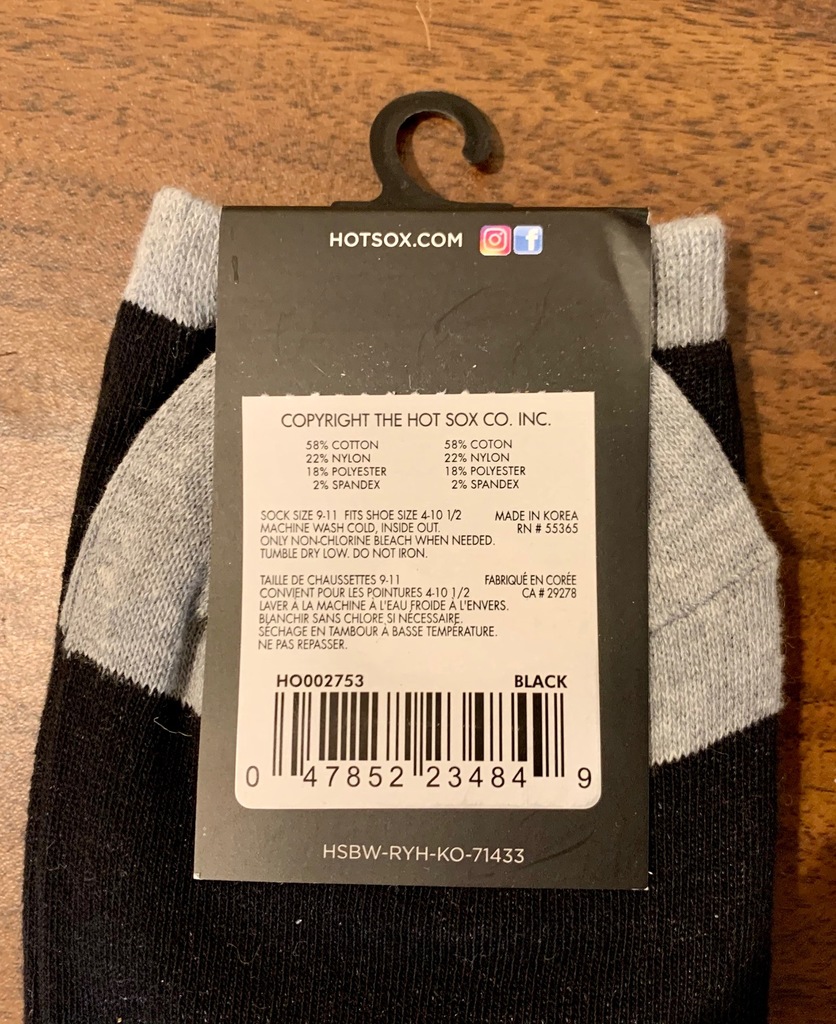 HOTSOX.COM
COPYRIGHT THE HOT SOX CO. INC.
58% COTTON 58% COTON
22% NYLON 22% NYLON
18% POLYESTER 18% POLYESTER
2% SPANDEX 2% SPANDEX
SOCK SIZE 9-11 FITS SHOE SIZE 4-10 1/2 MADE IN KOREA
MACHINE WASH COLD, INSIDE OUT. RN # 55365
ONLY NON-CHLORINE BLEACH WHEN NEEDED.
TUMBLE DRY LOW. DO NOT IRON.
TAILLE DE CHAUSSETTES 9-11 FABRIQUÉ EN CORÉE
CONVIENT POUR LES POINTURES 4-10 1/2 CA # 29278
LAVER A LA MACHINE À L'EAU FROIDE À L'ENVERS.
BLANCHIR SANS CHLORE SI NÉCESSAIRE.
SÉCHAGE EN TAMBOUR À BASSE TEMPÉRATURE.
NE PAS REPASSER.
HO002753 BLACK
0 47852 23484 9
HSBW-RYH-KO-71433